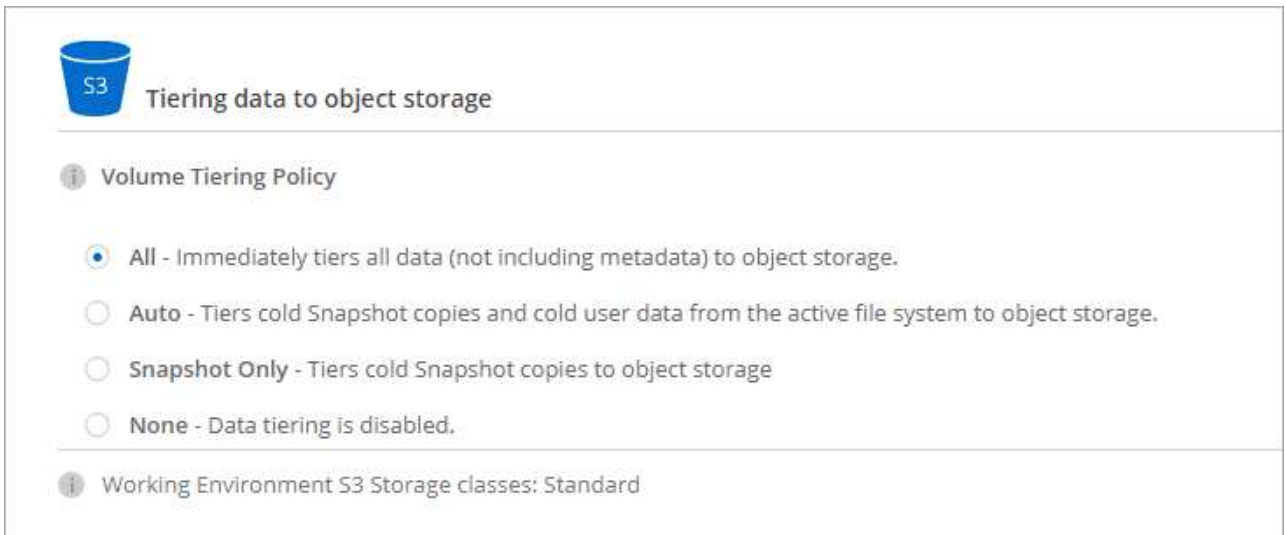 S3
Tiering data to object storage
Volume Tiering Policy
All - Immediately tiers all data (not including metadata) to object storage.
Auto - Tiers cold Snapshot copies and cold user data from the active file system to object storage.
Snapshot Only - Tiers cold Snapshot copies to object storage
None - Data tiering is disabled.
Working Environment S3 Storage classes: Standard